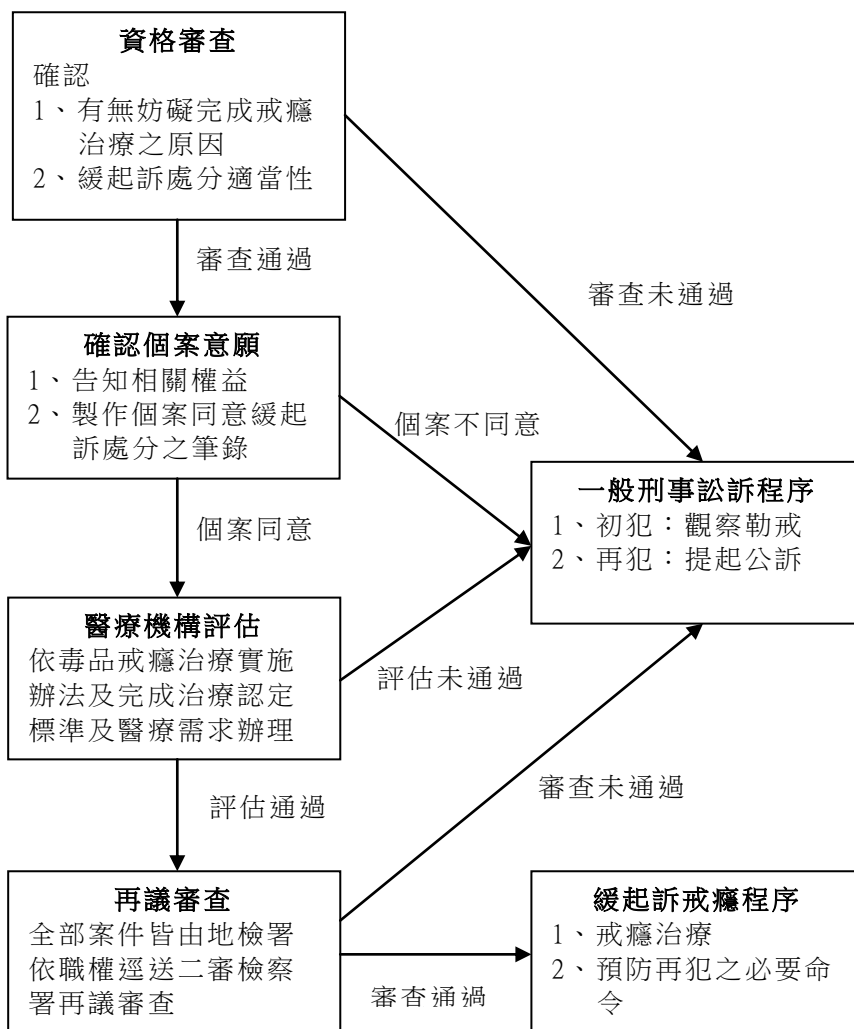 資格審查
確認
1、有無妨礙完成戒癮
治療之原因
2、緩起訴處分適當性
審查通過
審查未通過
確認個案意願
1、告知相關權益
2、製作個案同意緩起
訴處分之筆錄
個案不同意
個案同意
一般刑事訟訴程序
1、初犯：觀察勒戒
2、再犯：提起公訴
醫療機構評估
依毒品戒癮治療實施
辦法及完成治療認定
標準及醫療需求辦理
評估未通過
評估通過
審查未通過
再議審查
全部案件皆由地檢署
依職權逕送二審檢察
署再議審查
審查通過
緩起訴戒癮程序
1、戒癮治療
2、預防再犯之必要命
令